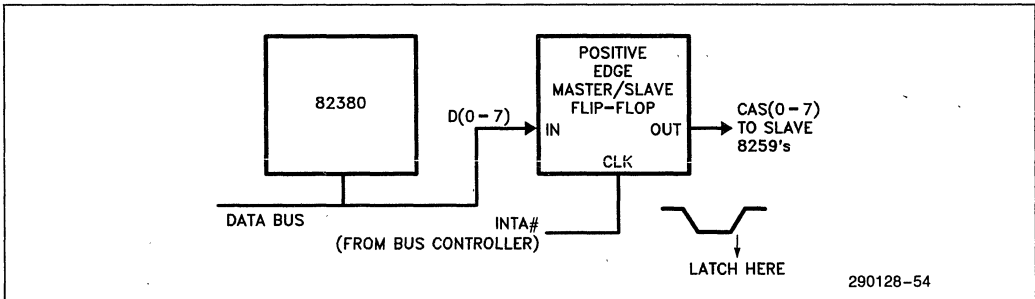 82380
D(0-7)
POSITIVE
EDGE
MASTER/SLAVE
FLIP-FLOP
IN
OUT
CLK
CAS(0-7)
TO SLAVE
8259's
DATA BUS
INTA#
(FROM BUS CONTROLLER)
LATCH HERE
290128-54